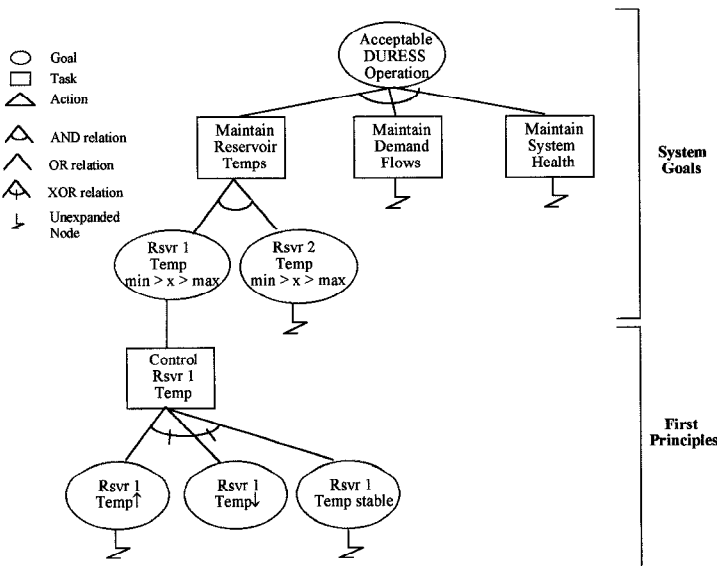 Acceptable
DURESS
Operation
Goal
Task
Action
AND relation
OR relation
XOR relation
Unexpanded
Node
Maintain
Reservoir
Temps
Maintain
Demand
Flows
Maintain
System
Health
System
Goals
Rsvr 1
Temp
min > x > max
Rsvr 2
Temp
min > x > max
Control
Rsvr 1
Temp
First
Principles
Rsvr 1
Temp↑
Rsvr 1
Temp↓
Rsvr 1
Temp stable